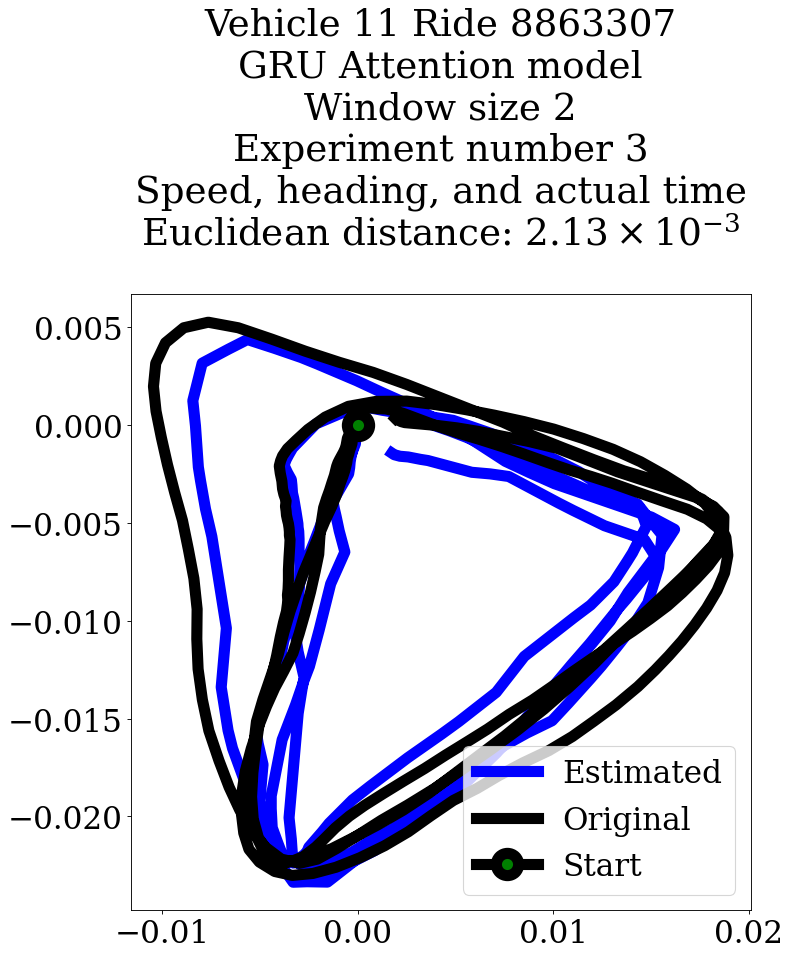 Vehicle 11 Ride 8863307
GRU Attention model
Window size 2
Experiment number 3
Speed, heading, and actual time
Euclidean distance: 2.13 × 10⁻³
0.005
0.000
−0.005
−0.010
−0.015
−0.020
Estimated
Original
Start
−0.01
0.00
0.01
0.02